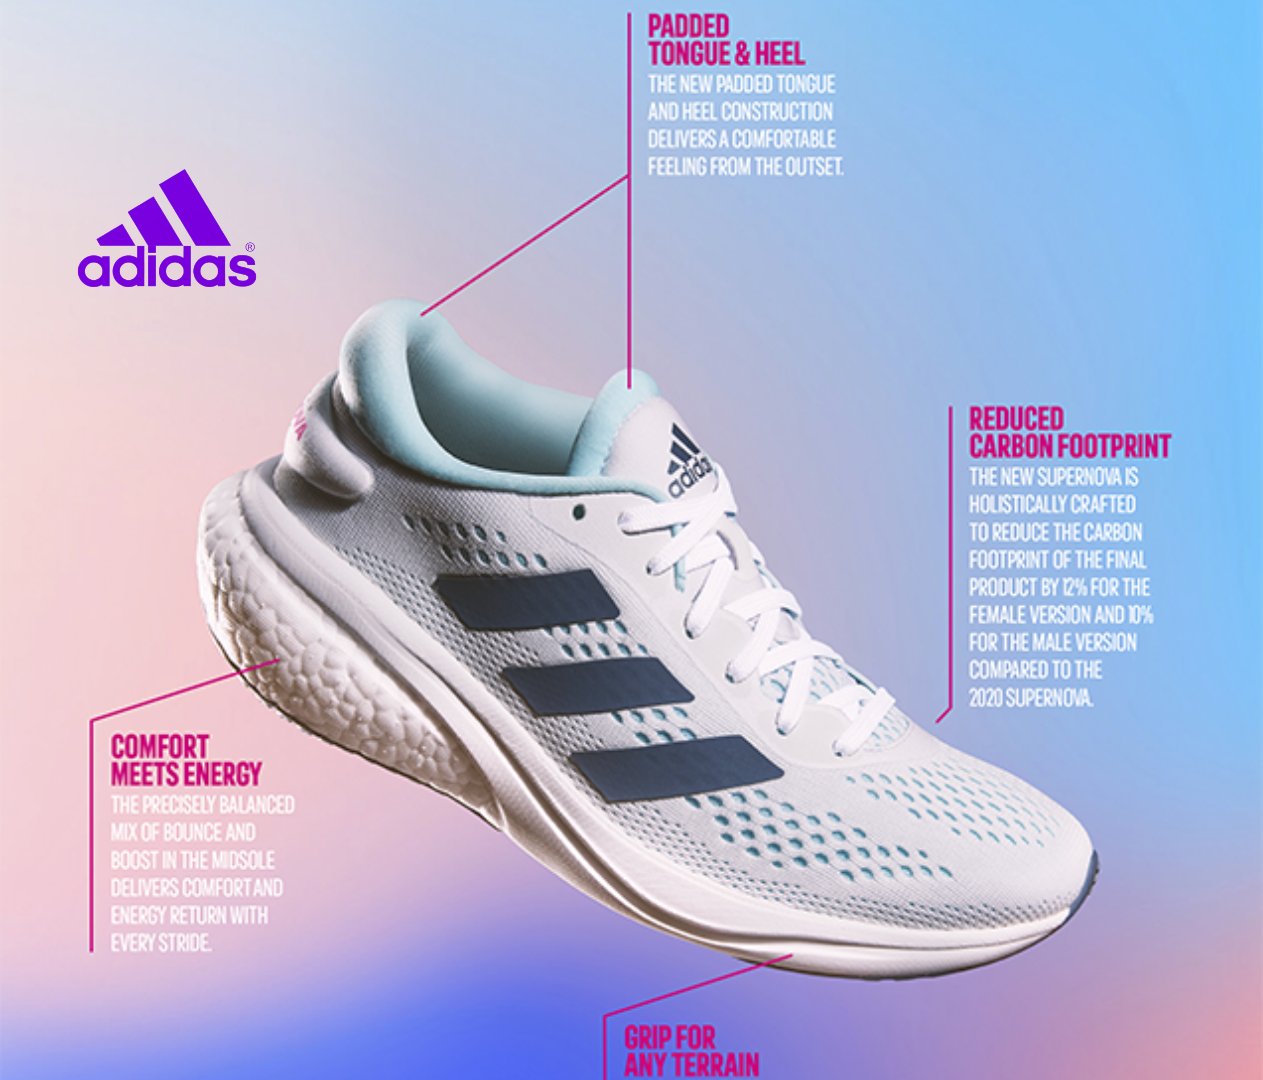 PADDED
TONGUE & HEEL
THE NEW PADDED TONGUE
AND HEEL CONSTRUCTION
DELIVERS A COMFORTABLE
FEELING FROM THE OUTSET.
adidas®
adidas
REDUCED
CARBON FOOTPRINT
THE NEW SUPERNOVA IS
HOLISTICALLY CRAFTED
TO REDUCE THE CARBON
FOOTPRINT OF THE FINAL
PRODUCT BY 12% FOR THE
FEMALE VERSION AND 10%
FOR THE MALE VERSION
COMPARED TO THE
2020 SUPERNOVA.
COMFORT
MEETS ENERGY
THE PRECISELY BALANCED
MIX OF BOUNCE AND
BOOST IN THE MIDSOLE
DELIVERS COMFORT AND
ENERGY RETURN WITH
EVERY STRIDE.
GRIP FOR
ANY TERRAIN